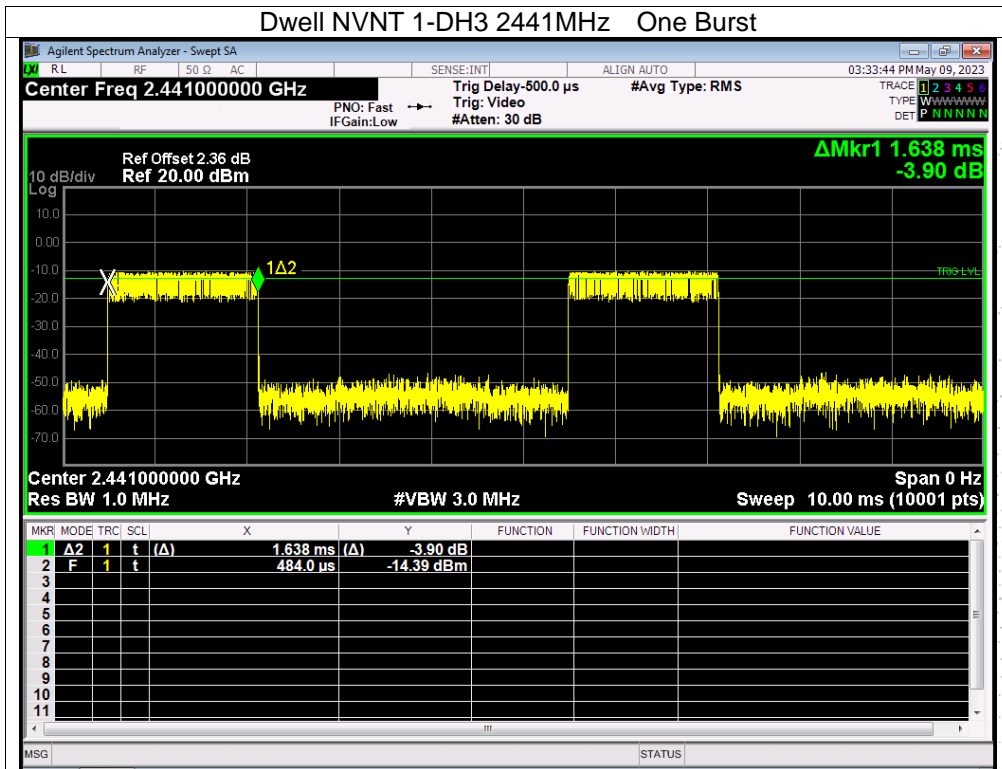 Dwell NVNT 1-DH3 2441MHz One Burst
Agilent Spectrum Analyzer - Swept SA
LXI RL RF 50 Ω AC SENSE:INT ALIGN AUTO 03:33:44 PM May 09, 2023
Center Freq 2.441000000 GHz Trig Delay-500.0 µs #Avg Type: RMS TRACE 1 2 3 4 5 6
PNO: Fast Trig: Video TYPE WWWWWW
IFGain:Low #Atten: 30 dB DET P N N N N N
ΔMkr1 1.638 ms
-3.90 dB
Ref Offset 2.36 dB
10 dB/div Ref 20.00 dBm
Log
10.0
0.00
-10.0
-20.0
-30.0
-40.0
-50.0
-60.0
-70.0
1Δ2
TRIG LVL
Center 2.441000000 GHz Span 0 Hz
Res BW 1.0 MHz #VBW 3.0 MHz Sweep 10.00 ms (10001 pts)
MKR MODE TRC SCL X Y FUNCTION FUNCTION WIDTH FUNCTION VALUE
1 Δ2 1 t (Δ) 1.638 ms (Δ) -3.90 dB
2 F 1 t 484.0 µs -14.39 dBm
3
4
5
6
7
8
9
10
11
MSG STATUS